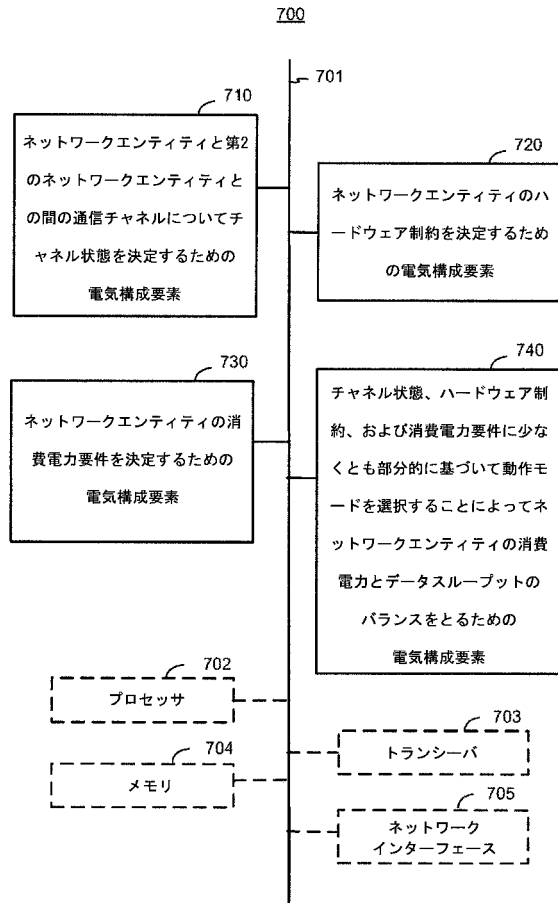 700
701
710
ネットワークエンティティと第2
のネットワークエンティティと
の間の通信チャネルについてチ
ャネル状態を決定するための
電気構成要素
720
ネットワークエンティティのハ
ードウェア制約を決定するため
の電気構成要素
730
ネットワークエンティティの消
費電力要件を決定するための
電気構成要素
740
チャネル状態、ハードウェア制
約、および消費電力要件に少な
くとも部分的に基づいて動作モ
ードを選択することによってネ
ットワークエンティティの消費
電力とデータスループットの
バランスをとるための
電気構成要素
702
プロセッサ
703
トランシーバ
704
メモリ
705
ネットワーク
インターフェース